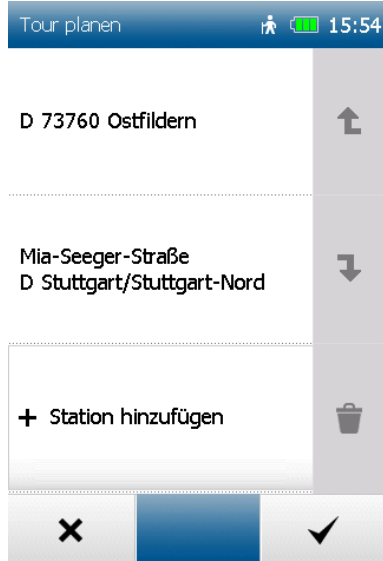 Tour planen 15:54
D 73760 Ostfildern
Mia-Seeger-Straße
D Stuttgart/Stuttgart-Nord
+ Station hinzufügen